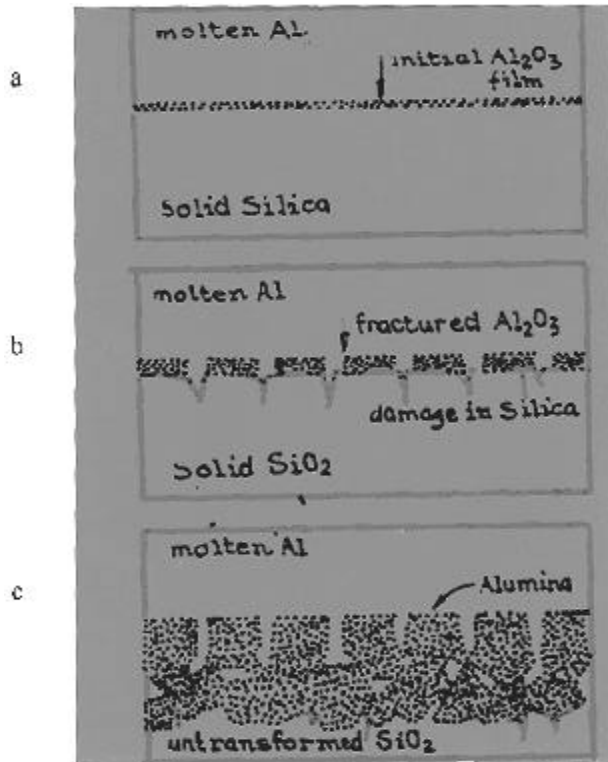 a
molten Al
initial Al₂O₃
film
Solid Silica
b
molten Al
fractured Al₂O₃
damage in Silica
Solid SiO₂
c
molten Al
Alumina
untransformed SiO₂